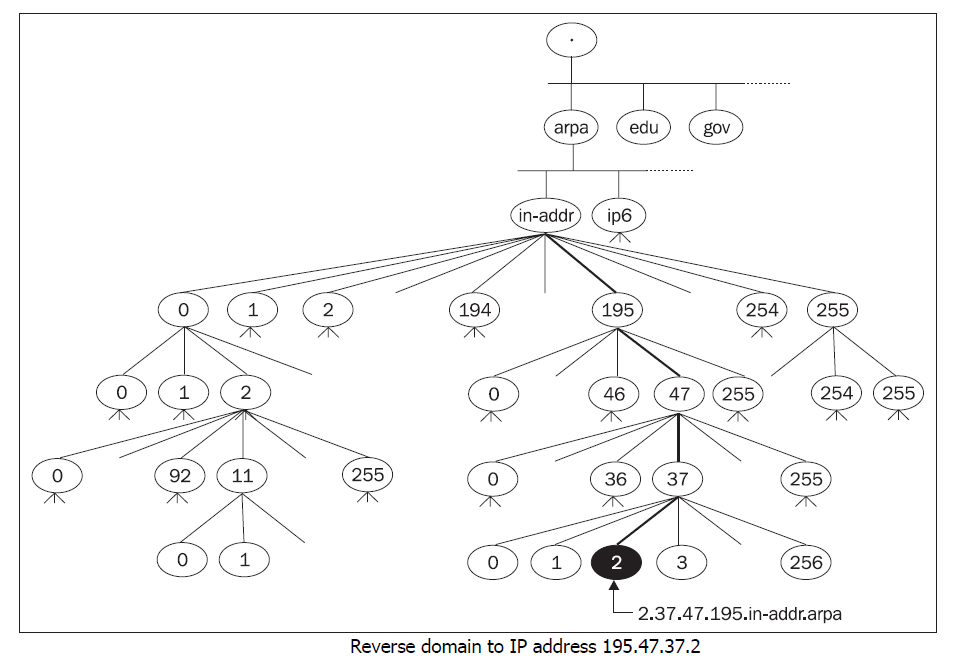 .
arpa edu gov
in-addr ip6
0 1 2 194 195 254 255
0 1 2 0 46 47 255 254 255
0 92 11 255 0 36 37 255
0 1 0 1 2 3 256
2.37.47.195.in-addr.arpa
Reverse domain to IP address 195.47.37.2